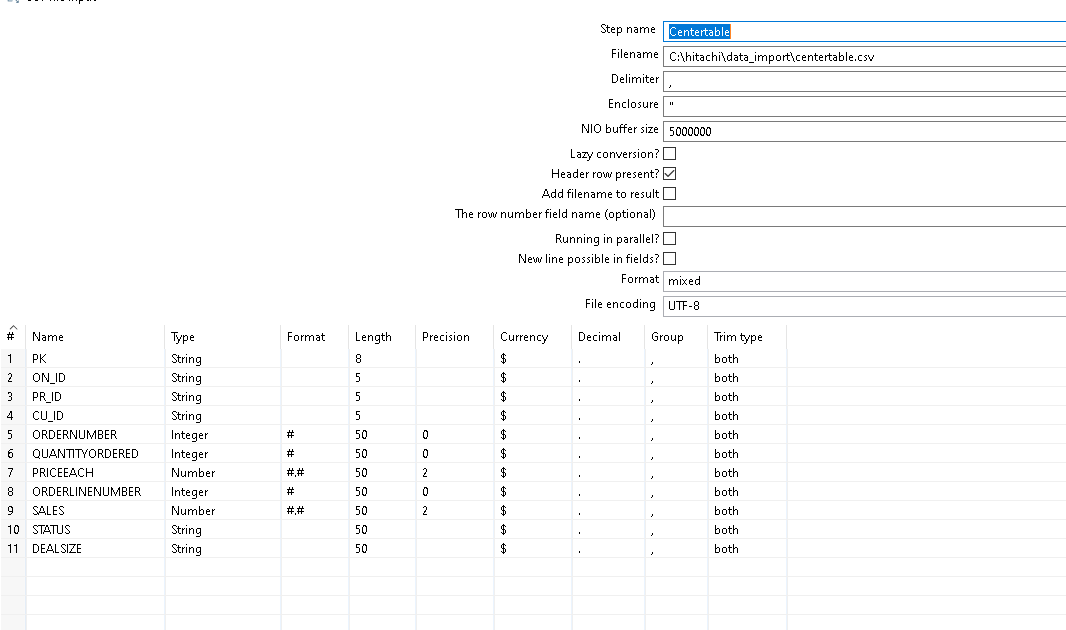 Step name Centertable
Filename C:\hitachi\data_import\centertable.csv
Delimiter ,
Enclosure "
NIO buffer size 5000000
Lazy conversion?
Header row present?
Add filename to result
The row number field name (optional)
Running in parallel?
New line possible in fields?
Format mixed
File encoding UTF-8
# Name Type Format Length Precision Currency Decimal Group Trim type
1 PK String 8 $ . , both
2 ON_ID String 5 $ . , both
3 PR_ID String 5 $ . , both
4 CU_ID String 5 $ . , both
5 ORDERNUMBER Integer # 50 0 $ . , both
6 QUANTITYORDERED Integer # 50 0 $ . , both
7 PRICEEACH Number #.# 50 2 $ . , both
8 ORDERLINENUMBER Integer # 50 0 $ . , both
9 SALES Number #.# 50 2 $ . , both
10 STATUS String 50 $ . , both
11 DEALSIZE String 50 $ . , both